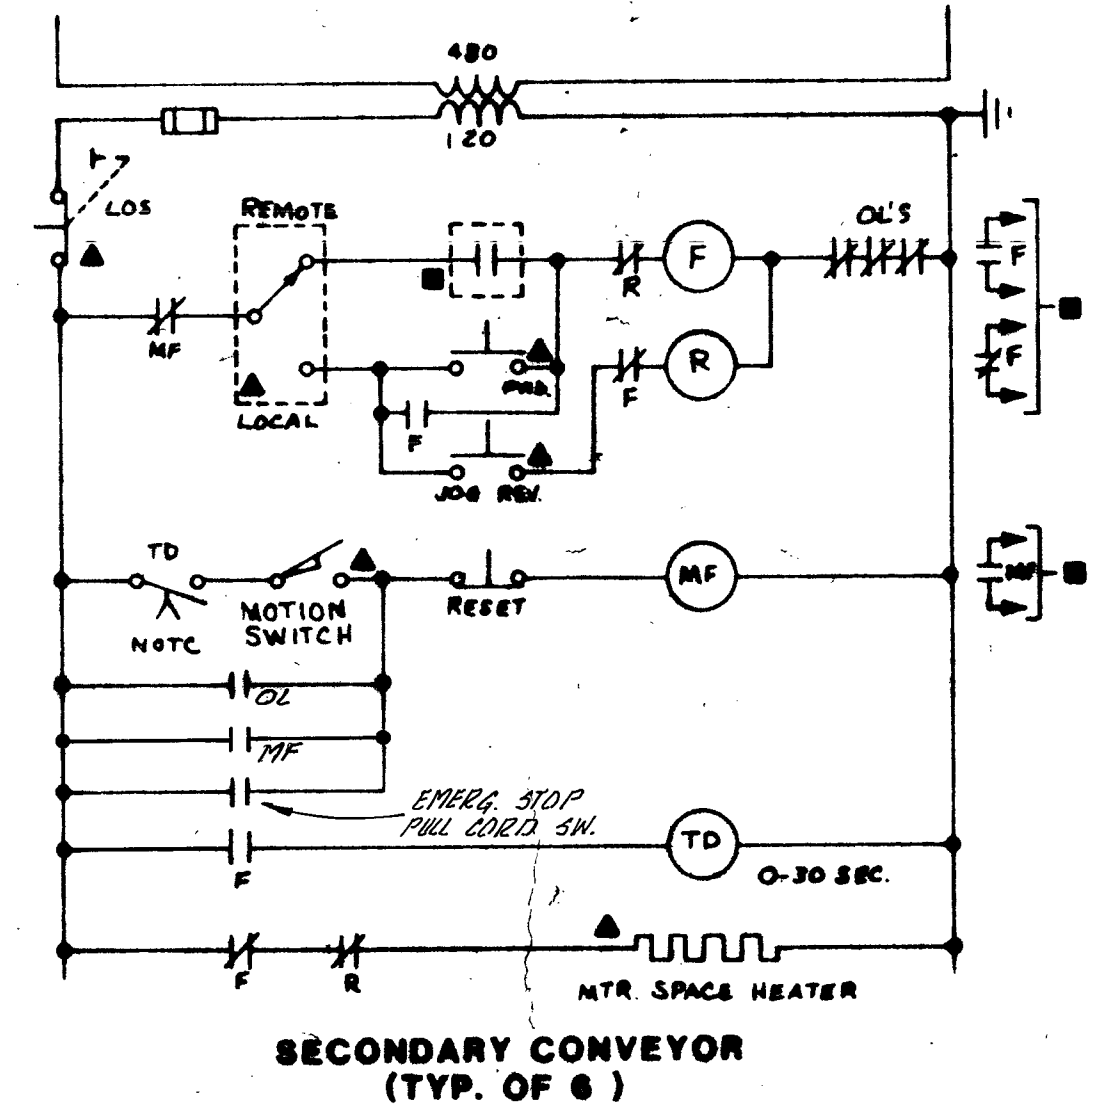 480
120
LOS
REMOTE
OL'S
F
F
R
MF
F
R
FWD.
F
LOCAL
F
JOG REV.
TD
MF
MF
RESET
MOTION
SWITCH
NOTC
OL
MF
EMERG. STOP
PULL CORD SW.
TD
F
0-30 SEC.
F
R
MTR. SPACE HEATER
SECONDARY CONVEYOR
(TYP. OF 6)